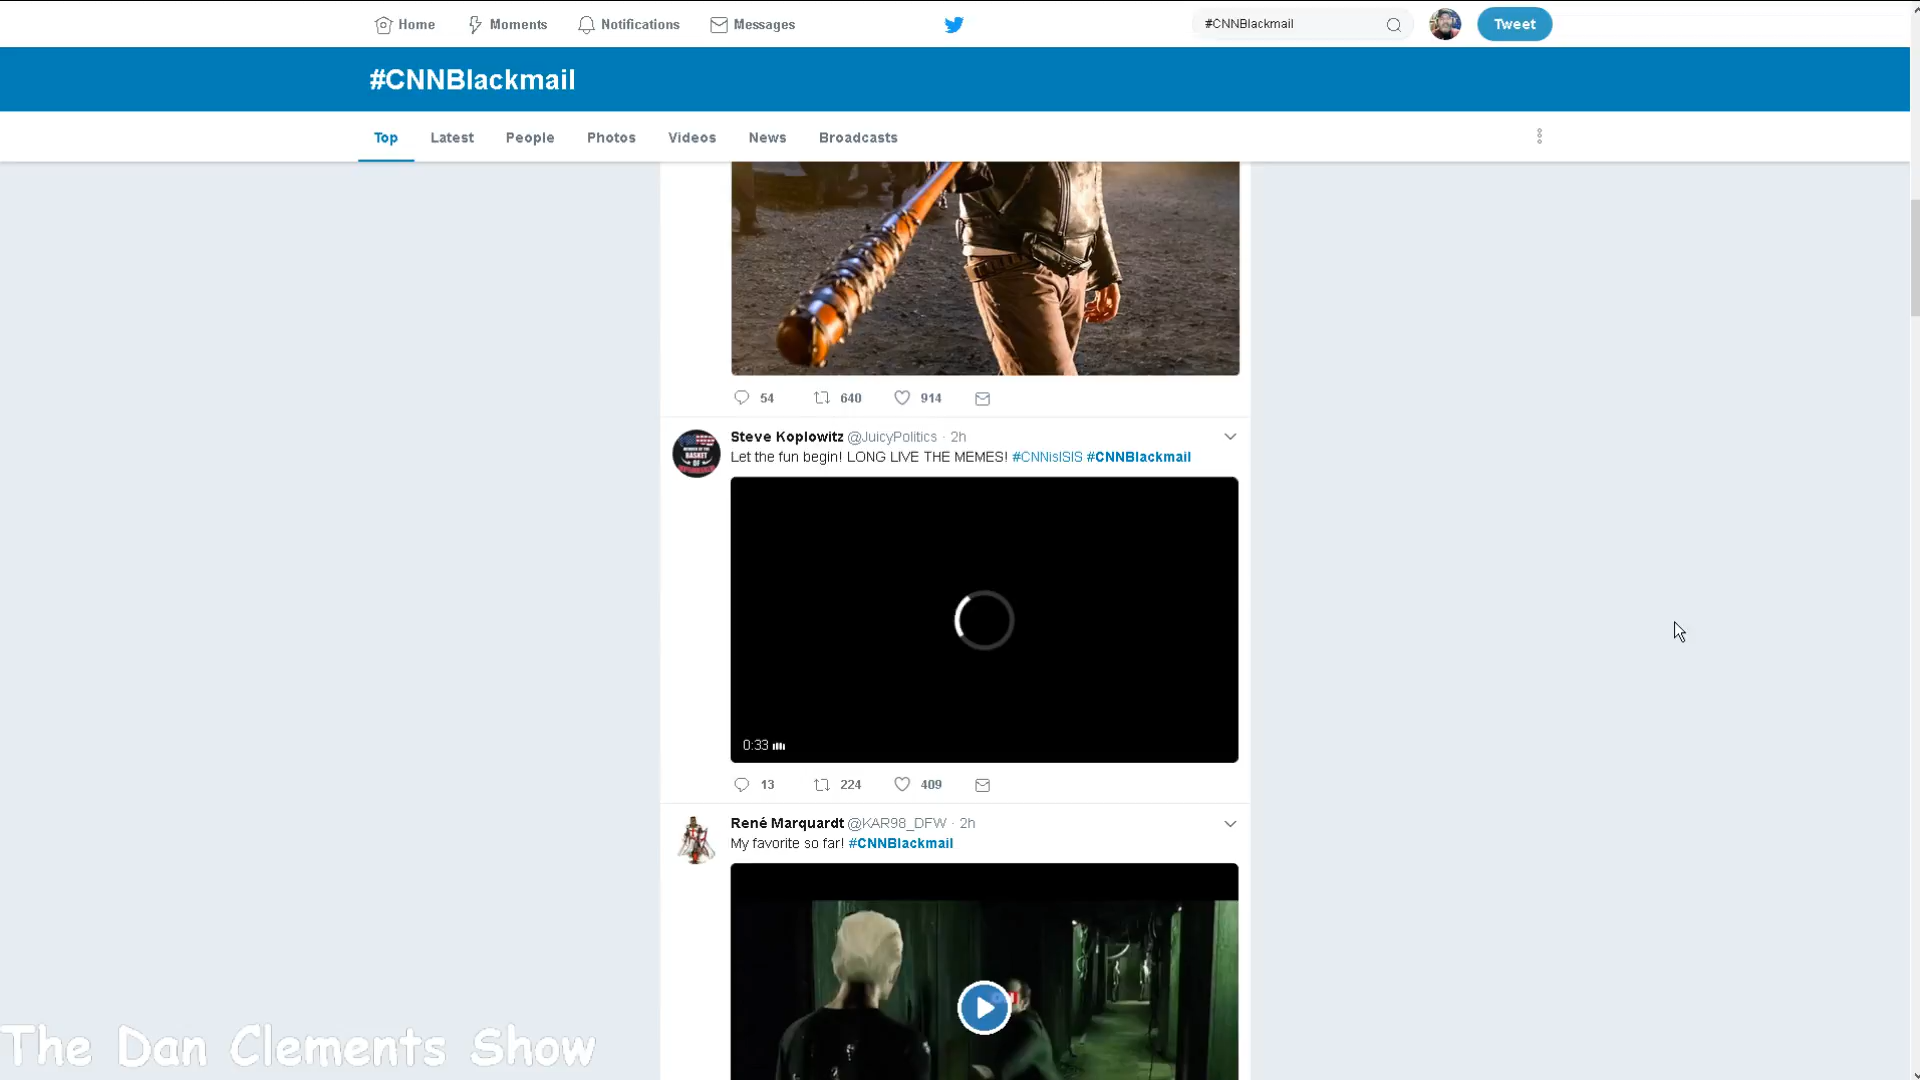 Home Moments Notifications Messages #CNNBlackmail Tweet
#CNNBlackmail
Top Latest People Photos Videos News Broadcasts
54 640 914
Steve Koplowitz @JuicyPolitics · 2h
Let the fun begin! LONG LIVE THE MEMES! #CNNisISIS #CNNBlackmail
0:33
13 224 409
René Marquardt @KAR98_DFW · 2h
My favorite so far! #CNNBlackmail
The Dan Clements Show